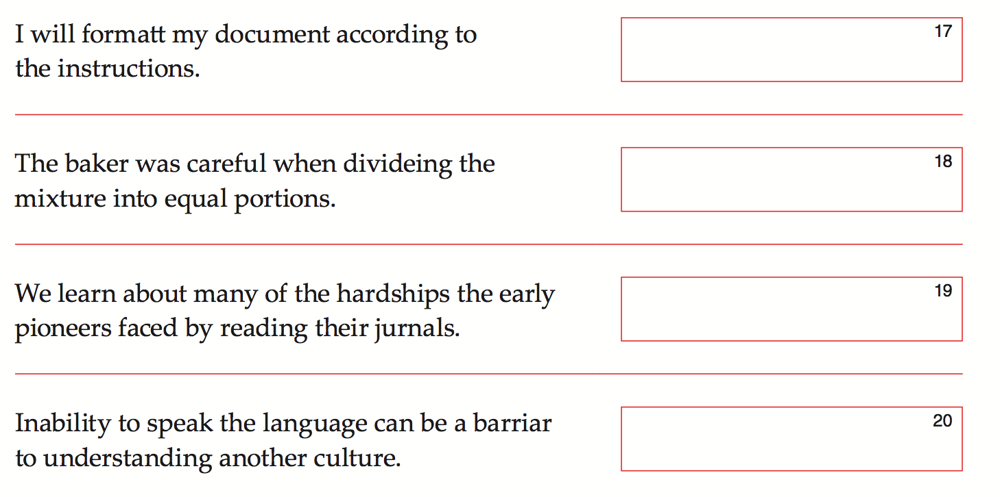 I will formatt my document according to
the instructions.
17
The baker was careful when divideing the
mixture into equal portions.
18
We learn about many of the hardships the early
pioneers faced by reading their jurnals.
19
Inability to speak the language can be a barriar
to understanding another culture.
20